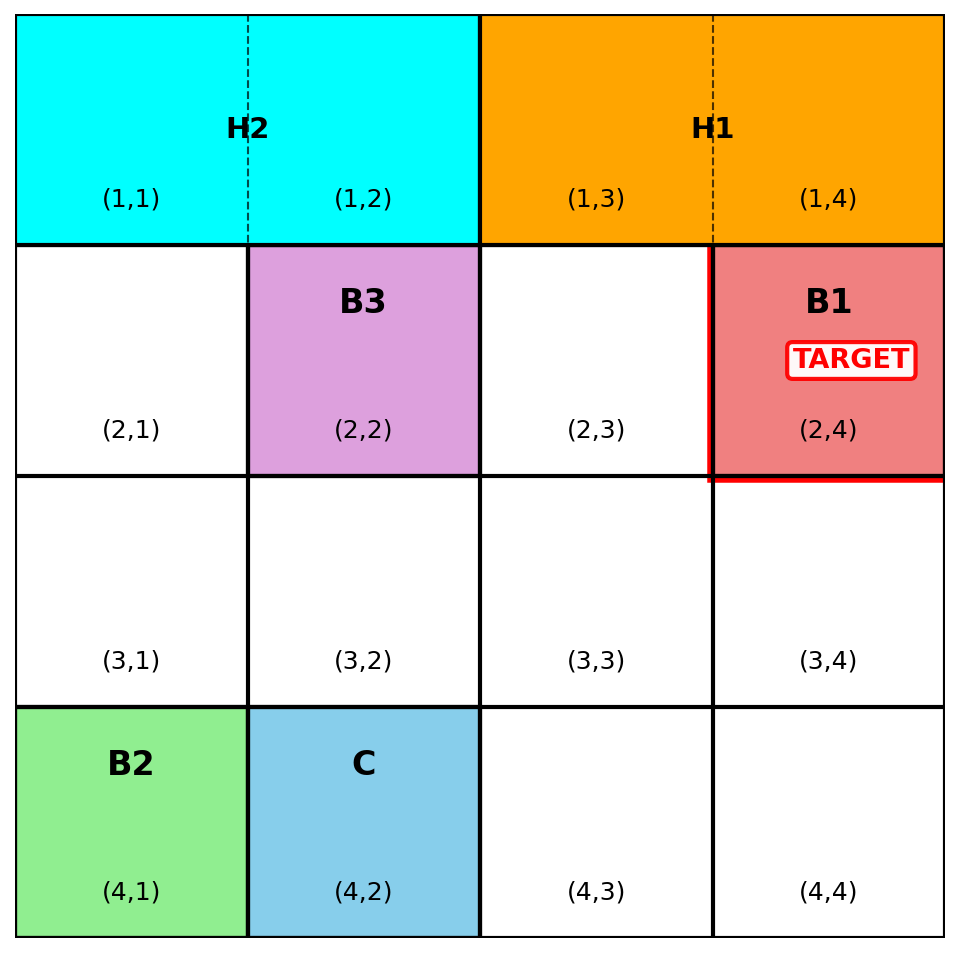 H2
H1
(1,1)
(1,2)
(1,3)
(1,4)
B3
B1
TARGET
(2,1)
(2,2)
(2,3)
(2,4)
(3,1)
(3,2)
(3,3)
(3,4)
B2
C
(4,1)
(4,2)
(4,3)
(4,4)